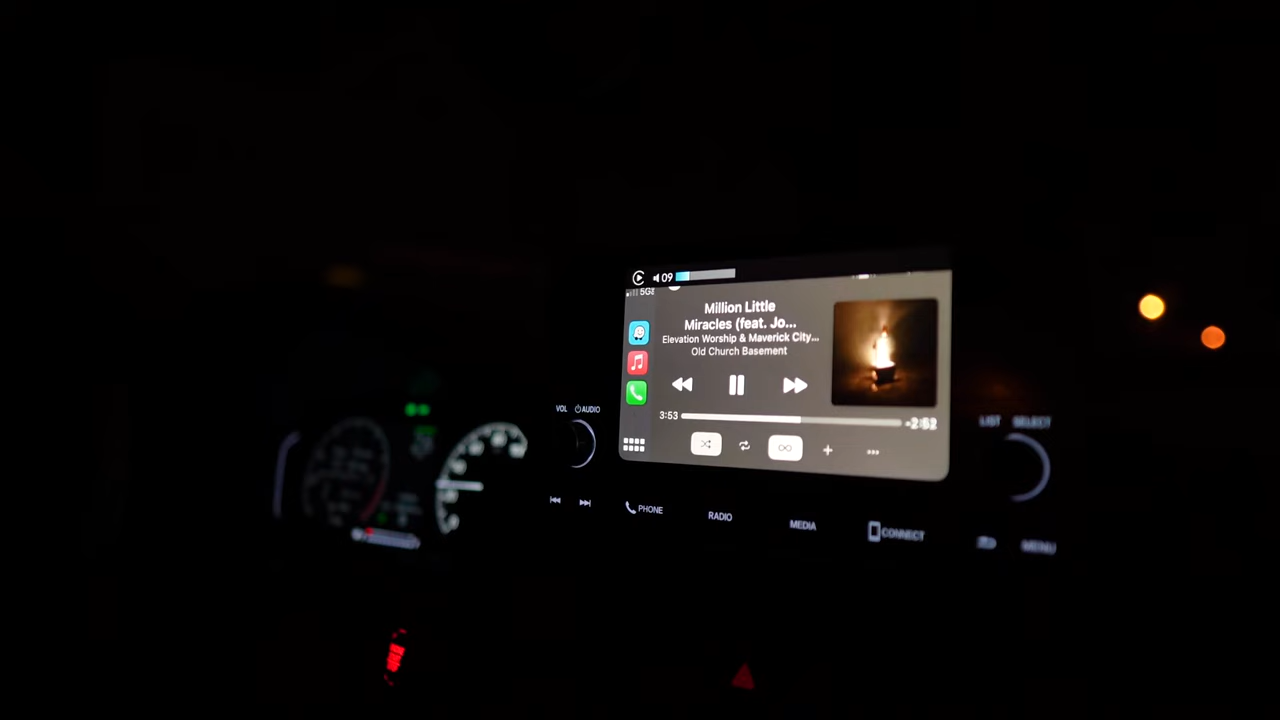 09
5G
Million Little
Miracles (feat. Jo...
Elevation Worship & Maverick City...
Old Church Basement
3:53
-2:52
VOL AUDIO
LIST SELECT
PHONE
RADIO
MEDIA
CONNECT
MENU